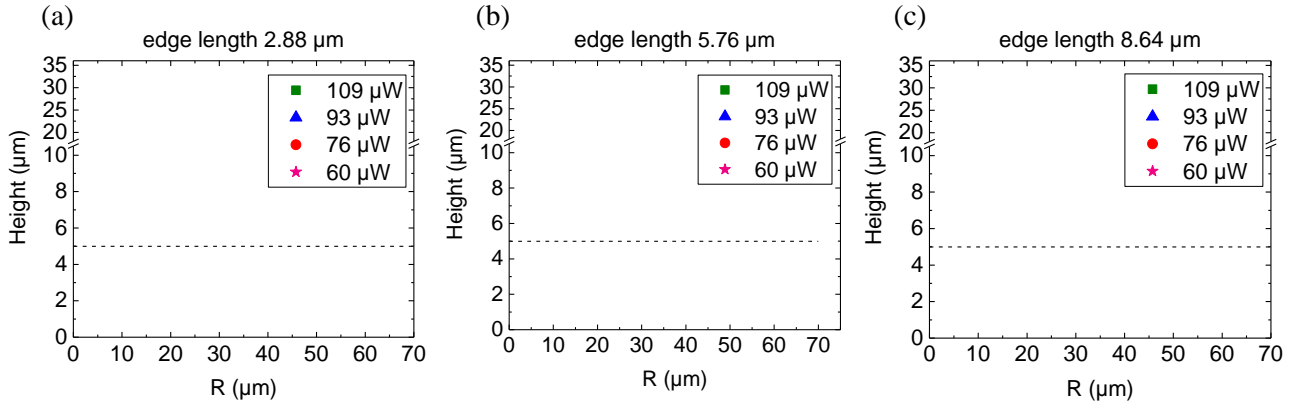 (a)
edge length 2.88 µm
35
30
25
20
10
8
6
4
2
0
Height (µm)
109 µW
93 µW
76 µW
60 µW
0 10 20 30 40 50 60 70
R (µm)
(b)
edge length 5.76 µm
35
30
25
20
10
8
6
4
2
0
Height (µm)
109 µW
93 µW
76 µW
60 µW
0 10 20 30 40 50 60 70
R (µm)
(c)
edge length 8.64 µm
35
30
25
20
10
8
6
4
2
0
Height (µm)
109 µW
93 µW
76 µW
60 µW
0 10 20 30 40 50 60 70
R (µm)